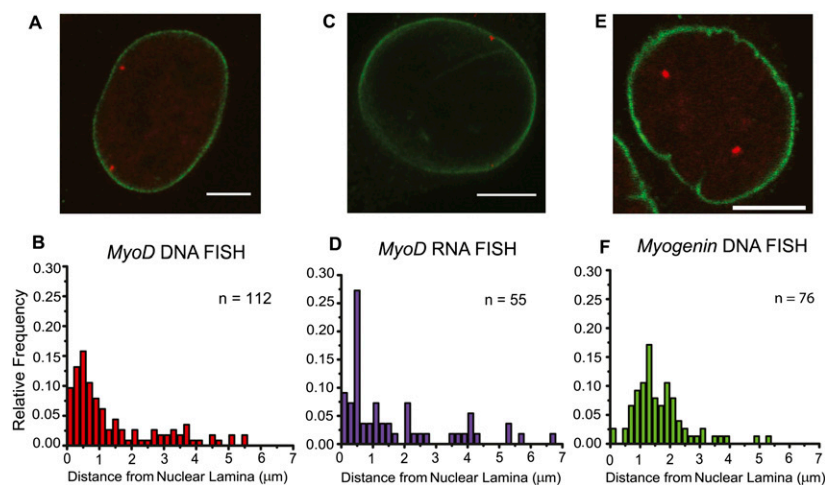 A
C
E
B
MyoD DNA FISH
0.30
0.25
0.20
0.15
0.10
0.05
0.00
Relative Frequency
n = 112
0 1 2 3 4 5 6 7
Distance from Nuclear Lamina (μm)
D
MyoD RNA FISH
0.30
0.25
0.20
0.15
0.10
0.05
0.00
n = 55
0 1 2 3 4 5 6 7
Distance from Nuclear Lamina (μm)
F
Myogenin DNA FISH
0.30
0.25
0.20
0.15
0.10
0.05
0.00
n = 76
0 1 2 3 4 5 6 7
Distance from Nuclear Lamina (μm)